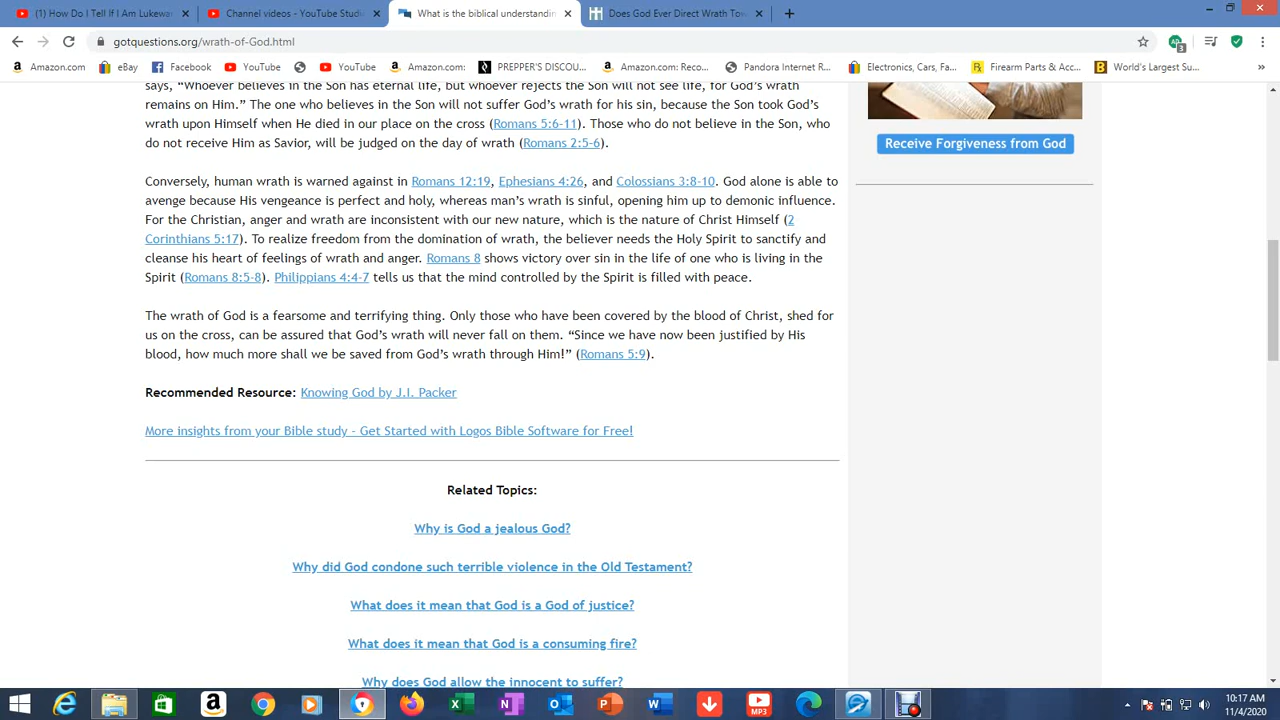 (1) How Do I Tell If I Am Lukewar
Channel videos - YouTube Studi
What is the biblical understandin
Does God Ever Direct Wrath Tow
gotquestions.org/wrath-of-God.html
3
Amazon.com
eBay
Facebook
YouTube
YouTube
Amazon.com:
PREPPER'S DISCOU...
Amazon.com: Reco...
Pandora Internet R...
Electronics, Cars, Fa...
Firearm Parts & Acc...
World's Largest Su...
»
says, “Whoever believes in the Son has eternal life, but whoever rejects the Son will not see life, for God’s wrath
remains on Him.” The one who believes in the Son will not suffer God’s wrath for his sin, because the Son took God’s
wrath upon Himself when He died in our place on the cross (Romans 5:6-11). Those who do not believe in the Son, who
do not receive Him as Savior, will be judged on the day of wrath (Romans 2:5-6).
Conversely, human wrath is warned against in Romans 12:19, Ephesians 4:26, and Colossians 3:8-10. God alone is able to
avenge because His vengeance is perfect and holy, whereas man’s wrath is sinful, opening him up to demonic influence.
For the Christian, anger and wrath are inconsistent with our new nature, which is the nature of Christ Himself (2
Corinthians 5:17). To realize freedom from the domination of wrath, the believer needs the Holy Spirit to sanctify and
cleanse his heart of feelings of wrath and anger. Romans 8 shows victory over sin in the life of one who is living in the
Spirit (Romans 8:5-8). Philippians 4:4-7 tells us that the mind controlled by the Spirit is filled with peace.
The wrath of God is a fearsome and terrifying thing. Only those who have been covered by the blood of Christ, shed for
us on the cross, can be assured that God’s wrath will never fall on them. “Since we have now been justified by His
blood, how much more shall we be saved from God’s wrath through Him!” (Romans 5:9).
Recommended Resource: Knowing God by J.I. Packer
More insights from your Bible study - Get Started with Logos Bible Software for Free!
Related Topics:
Why is God a jealous God?
Why did God condone such terrible violence in the Old Testament?
What does it mean that God is a God of justice?
What does it mean that God is a consuming fire?
Why does God allow the innocent to suffer?
Receive Forgiveness from God
MP3
10:17 AM
11/4/2020